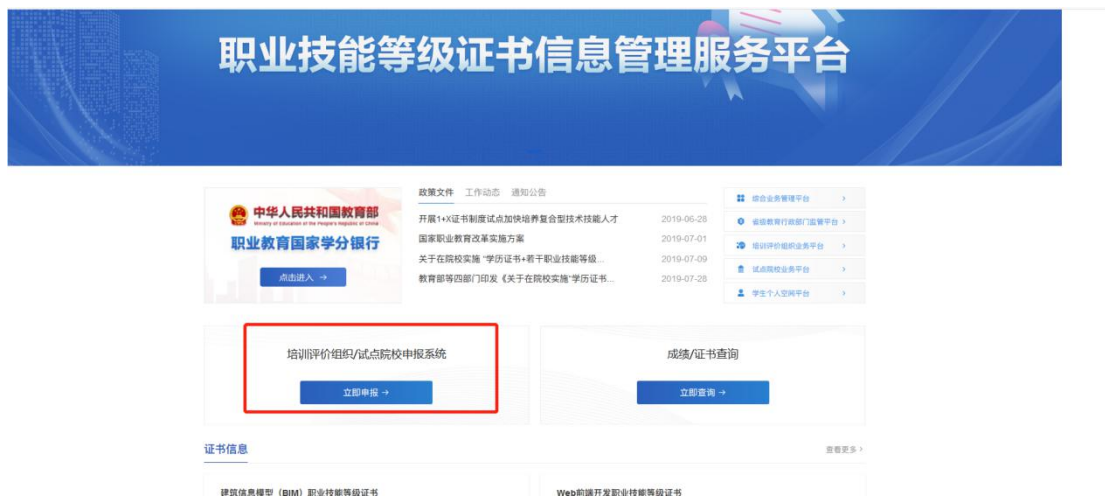 职业技能等级证书信息管理服务平台
中华人民共和国教育部
Ministry of Education of the People's Republic of China
职业教育国家学分银行
点击进入 →
政策文件 工作动态 通知公告
开展1+X证书制度试点加快培养复合型技术技能人才 2019-06-28
国家职业教育改革实施方案 2019-07-01
关于在院校实施 “学历证书+若干职业技能等级... 2019-07-09
教育部等四部门印发《关于在院校实施“学历证书... 2019-07-28
综合业务管理平台 >
省级教育行政部门监管平台 >
培训评价组织业务平台 >
试点院校业务平台 >
学生个人空间平台 >
培训评价组织/试点院校申报系统
立即申报 →
成绩/证书查询
立即查询 →
证书信息 查看更多 >
建筑信息模型（BIM）职业技能等级证书 Web前端开发职业技能等级证书